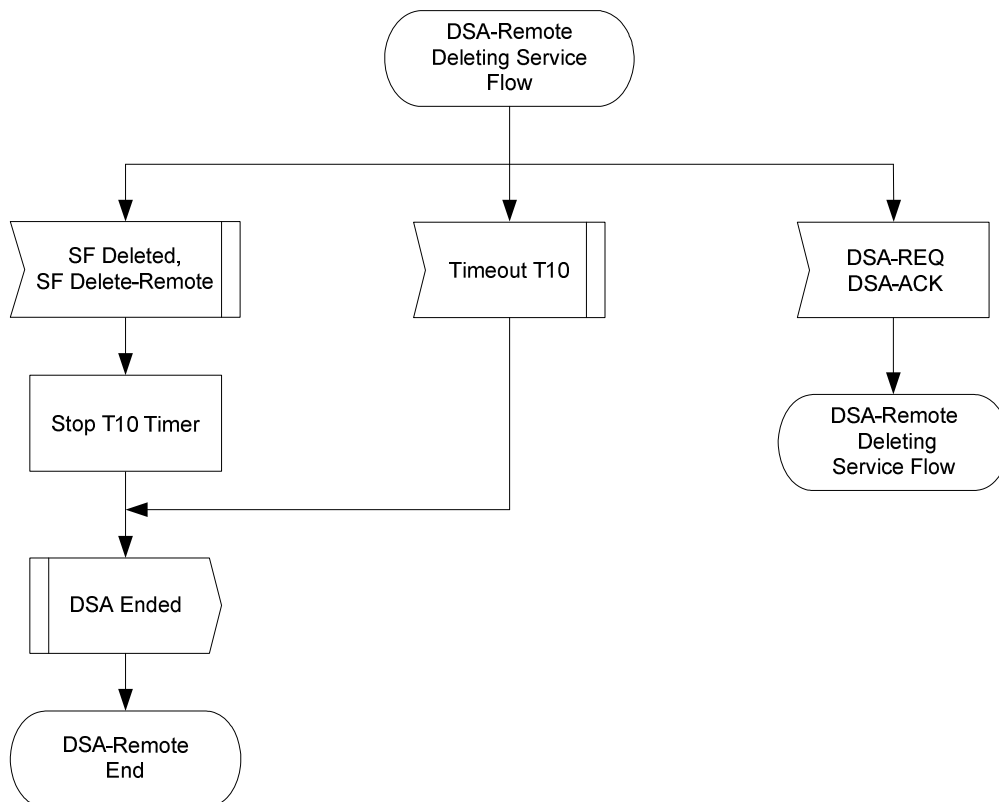 DSA-Remote
Deleting Service
Flow
SF Deleted,
SF Delete-Remote
Timeout T10
DSA-REQ
DSA-ACK
Stop T10 Timer
DSA-Remote
Deleting
Service Flow
DSA Ended
DSA-Remote
End